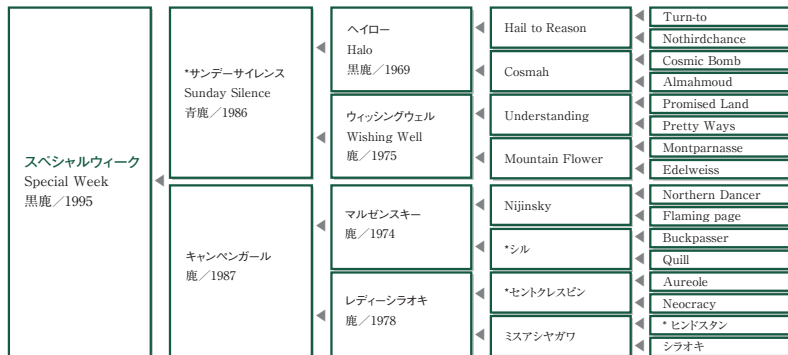 スペシャルウィーク
Special Week
黒鹿／1995
*サンデーサイレンス
Sunday Silence
青鹿／1986
キャンペンガール
鹿／1987
ヘイロー
Halo
黒鹿／1969
ウィッシングウェル
Wishing Well
鹿／1975
マルゼンスキー
鹿／1974
レディーシラオキ
鹿／1978
Hail to Reason
Cosmah
Understanding
Mountain Flower
Nijinsky
*シル
*セントクレスピン
ミスアシヤガワ
Turn-to
Nothirdchance
Cosmic Bomb
Almahmoud
Promised Land
Pretty Ways
Montparnasse
Edelweiss
Northern Dancer
Flaming page
Buckpasser
Quill
Aureole
Neocracy
* ヒンドスタン
シラオキ